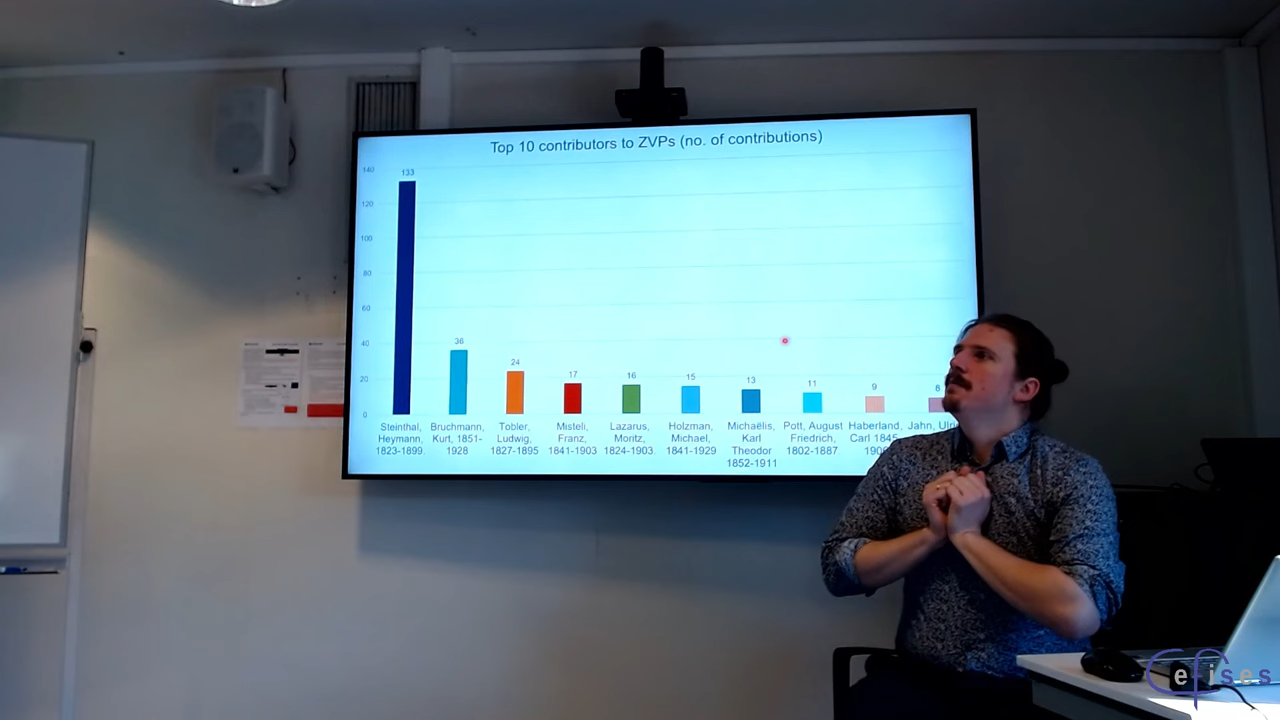 Top 10 contributors to ZVPs (no. of contributions)
140
120
100
80
60
40
20
0
133
36
24
17
16
15
13
11
9
8
Steinthal,
Heymann,
1823-1899
Bruchmann,
Kurt, 1851-
1928
Tobler,
Ludwig,
1827-1895
Misteli,
Franz,
1841-1903
Lazarus,
Moritz,
1824-1903
Holzman,
Michael,
1841-1929
Michaëlis,
Karl
Theodor
1852-1911
Pott, August
Friedrich,
1802-1887
Haberland,
Carl 1845
Jahn,
Cefises